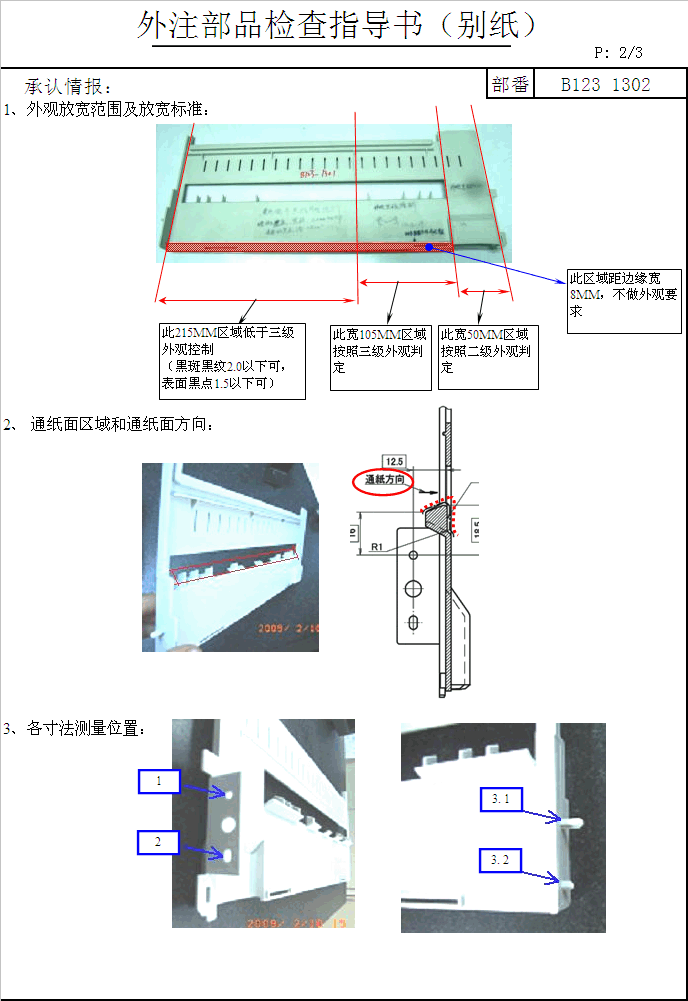 外注部品检查指导书（别纸）
P: 2/3
承认情报：
部番
B123 1302
1、外观放宽范围及放宽标准：
B123-1301
此区域距边缘宽
8MM，不做外观要
求
此215MM区域低于三级
外观控制
（黑斑黑纹2.0以下可，
表面黑点1.5以下可）
此宽105MM区域
按照三级外观判
定
此宽50MM区域
按照二级外观判
定
2、 通纸面区域和通纸面方向：
12.5
通紙方向
16
R1
19.5
2009/ 2/10
3、各寸法测量位置：
1
2
2009/ 2/10 15
3.1
3.2